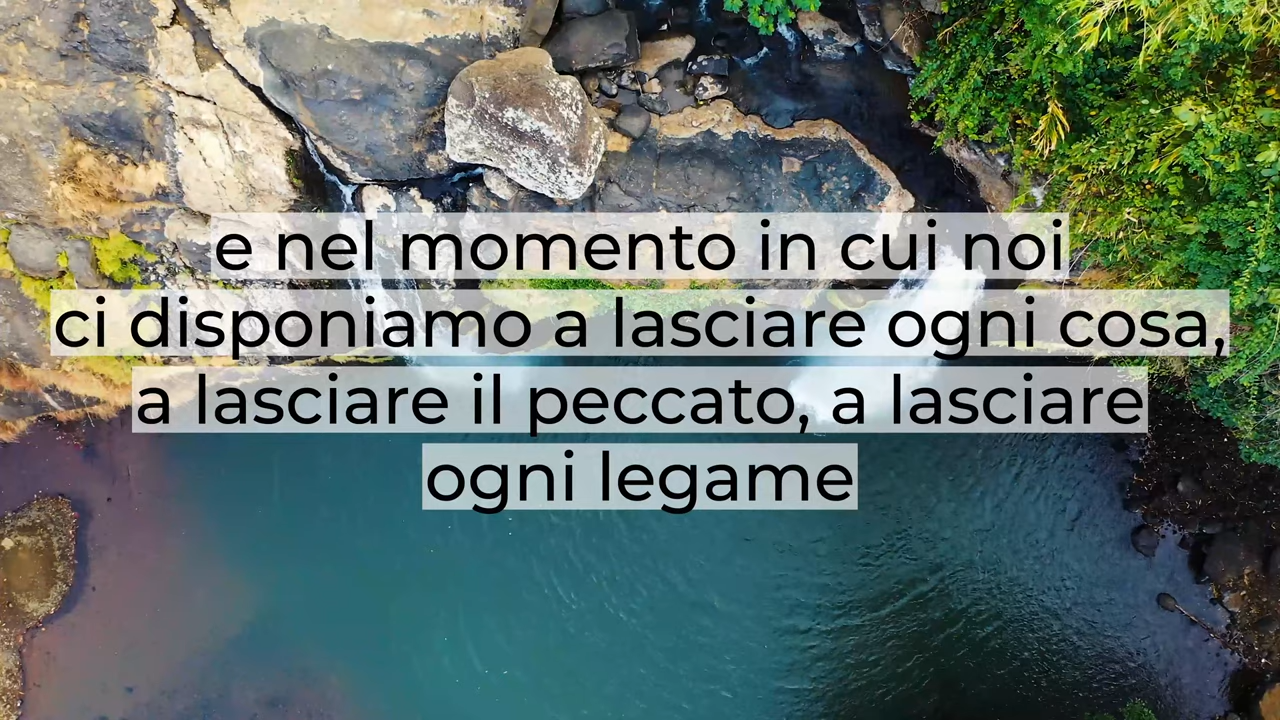 e nel momento in cui noi
ci disponiamo a lasciare ogni cosa,
a lasciare il peccato, a lasciare
ogni legame